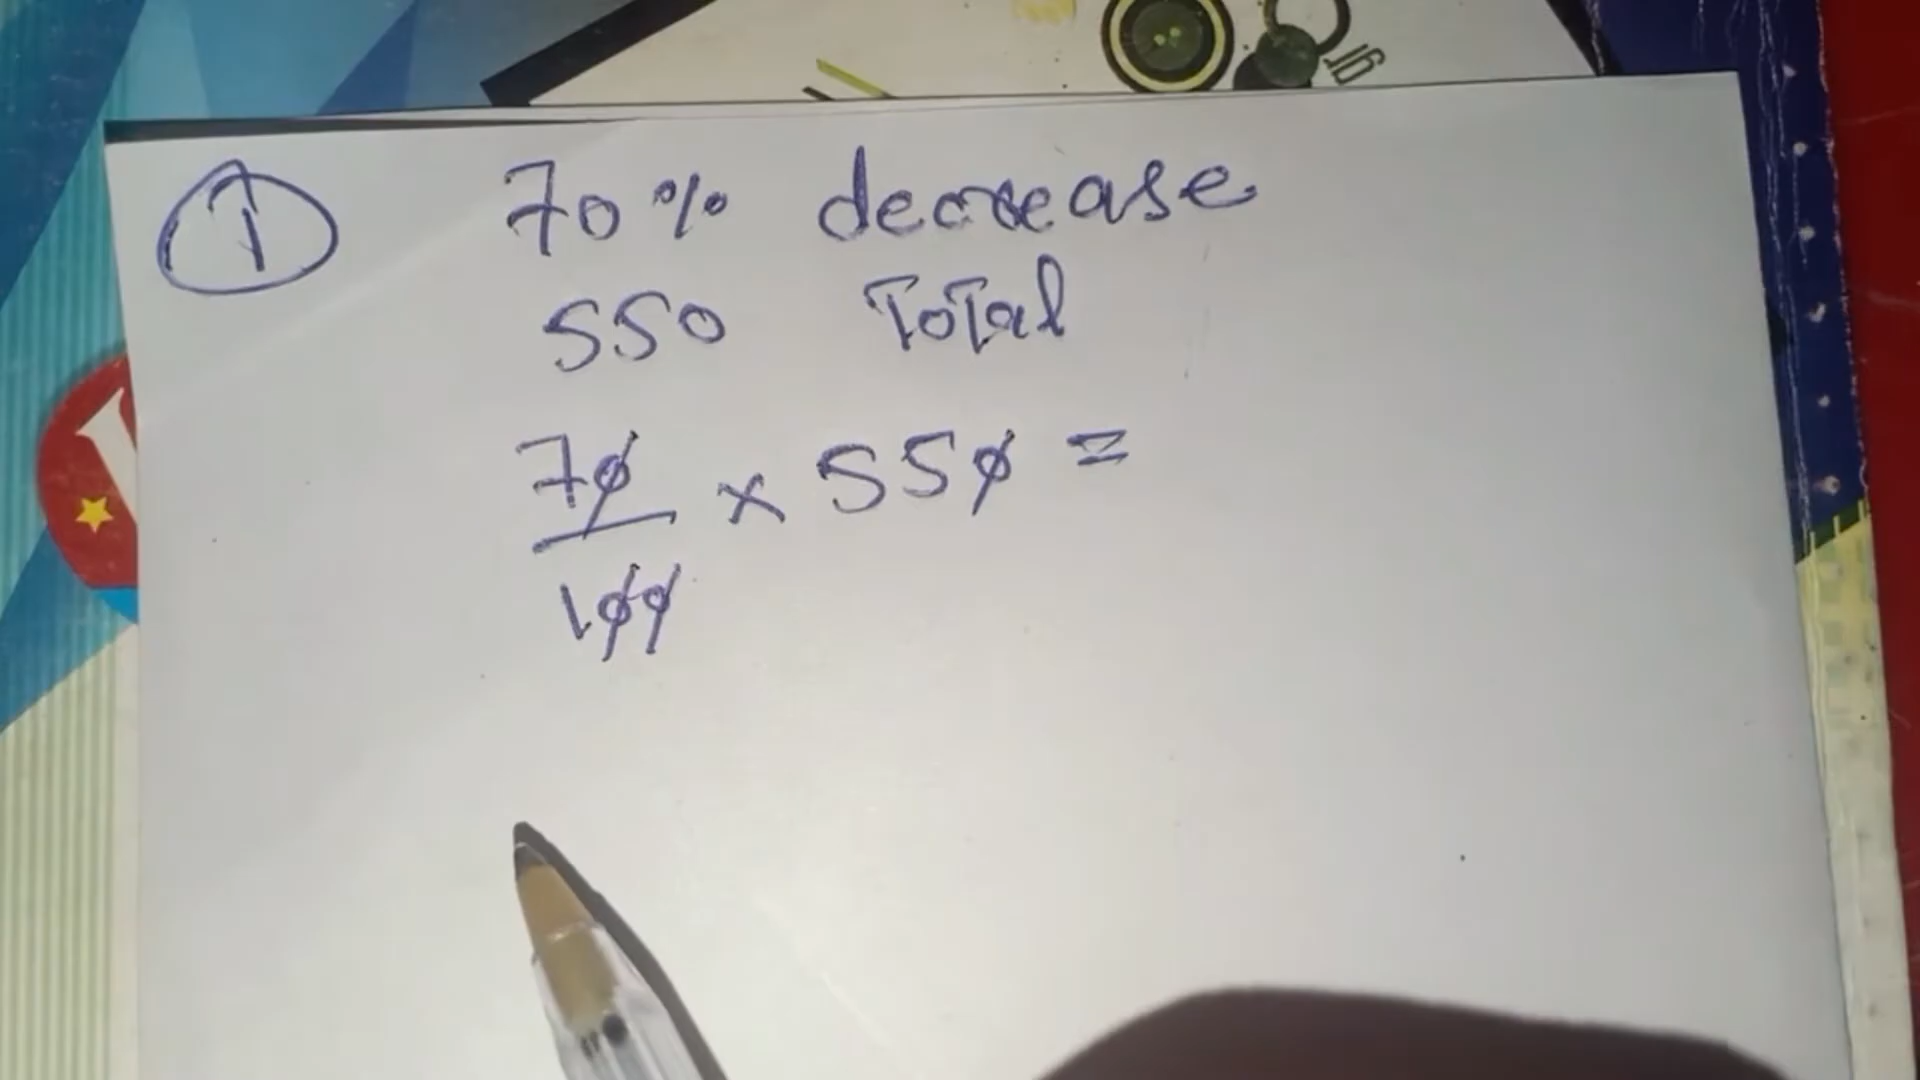 ① 70% decrease
550 Total
70/100 × 550 =